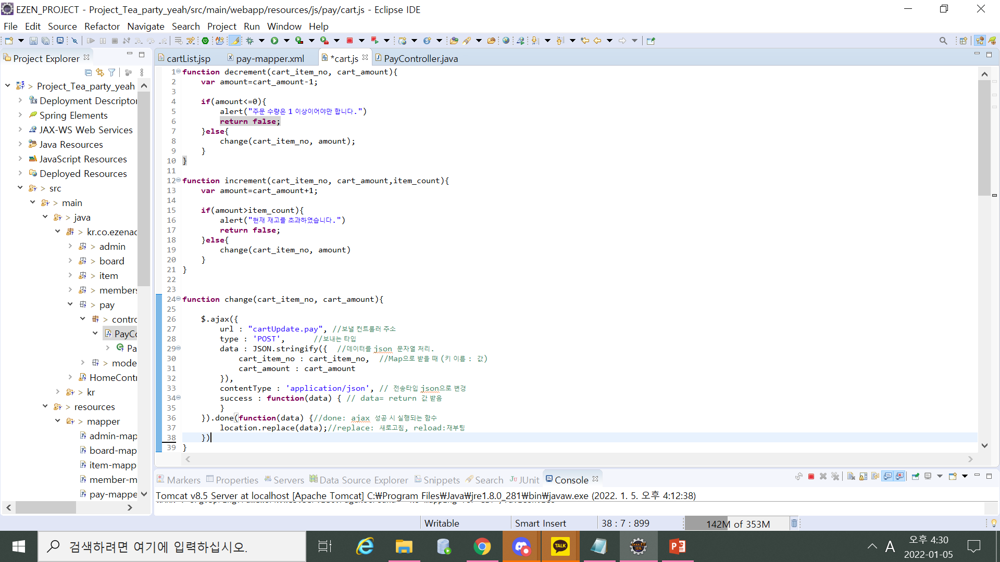 EZEN_PROJECT - Project_Tea_party_yeah/src/main/webapp/resources/js/pay/cart.js - Eclipse IDE
File Edit Source Refactor Navigate Search Project Run Window Help
Project Explorer
cartList.jsp pay-mapper.xml *cart.js PayController.java
> Project_Tea_party_yeah
Deployment Descriptor
Spring Elements
JAX-WS Web Services
Java Resources
JavaScript Resources
Deployed Resources
> src
> main
> java
> kr.co.ezenac
> admin
> board
> item
> members
> pay
> contro
PayCo
Pa
> mode
HomeContr
> kr
> resources
> mapper
admin-map
board-map
item-mapp
member-m
pay-mappe
1 function decrement(cart_item_no, cart_amount){
2 var amount=cart_amount-1;
3
4 if(amount<=0){
5 alert("주문 수량은 1 이상이어야만 합니다.")
6 return false;
7 }else{
8 change(cart_item_no, amount);
9 }
10 }
11
12 function increment(cart_item_no, cart_amount,item_count){
13 var amount=cart_amount+1;
14
15 if(amount>item_count){
16 alert("현재 재고를 초과하였습니다.")
17 return false;
18 }else{
19 change(cart_item_no, amount)
20 }
21 }
22
23
24 function change(cart_item_no, cart_amount){
25
26 $.ajax({
27 url : "cartUpdate.pay", //보낼 컨트롤러 주소
28 type : 'POST', //보내는 타입
29 data : JSON.stringify({ //데이터를 json 문자열 처리.
30 cart_item_no : cart_item_no, //Map으로 받을 때 (키 이름 : 값)
31 cart_amount : cart_amount
32 }),
33 contentType : 'application/json', // 전송타입 json으로 변경
34 success : function(data) { // data= return 값 받음
35 }
36 }).done(function(data) {//done: ajax 성공 시 실행되는 함수
37 location.replace(data);//replace: 새로고침, reload:재부팅
38 })
39 }
Markers Properties Servers Data Source Explorer Snippets Search JUnit Console
Tomcat v8.5 Server at localhost [Apache Tomcat] C:₩Program Files₩Java₩jre1.8.0_281₩bin₩javaw.exe (2022. 1. 5. 오후 4:12:38)
Writable Smart Insert 38 : 7 : 899 142M of 353M
검색하려면 여기에 입력하십시오.
TALK
Java EE
IDE
A
오후 4:30
2022-01-05